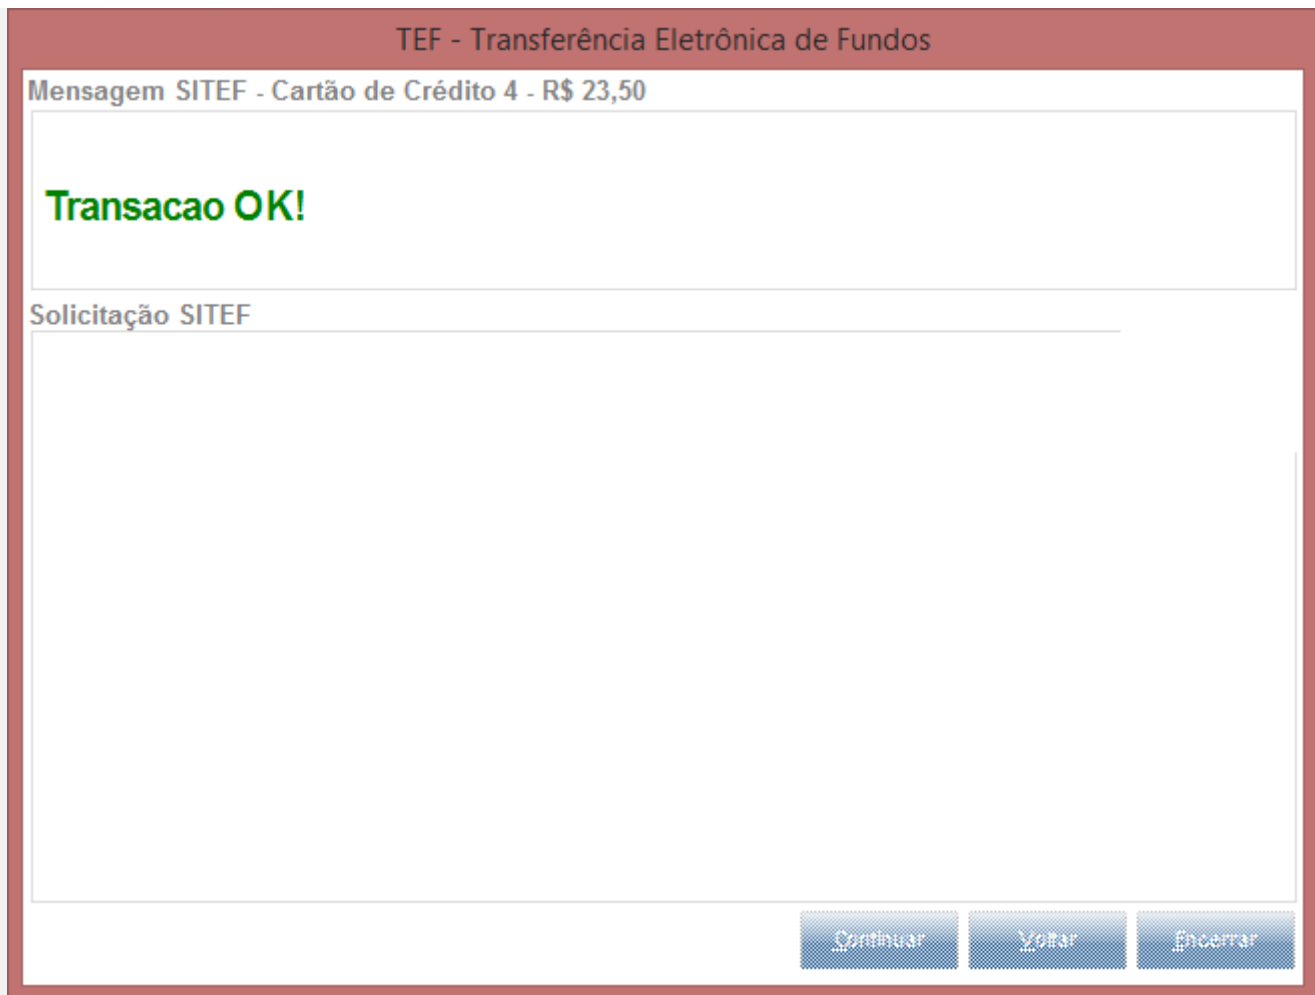 TEF - Transferência Eletrônica de Fundos
Mensagem SITEF - Cartão de Crédito 4 - R$ 23,50
Transacao OK!
Solicitação SITEF
Continuar Voltar Encerrar